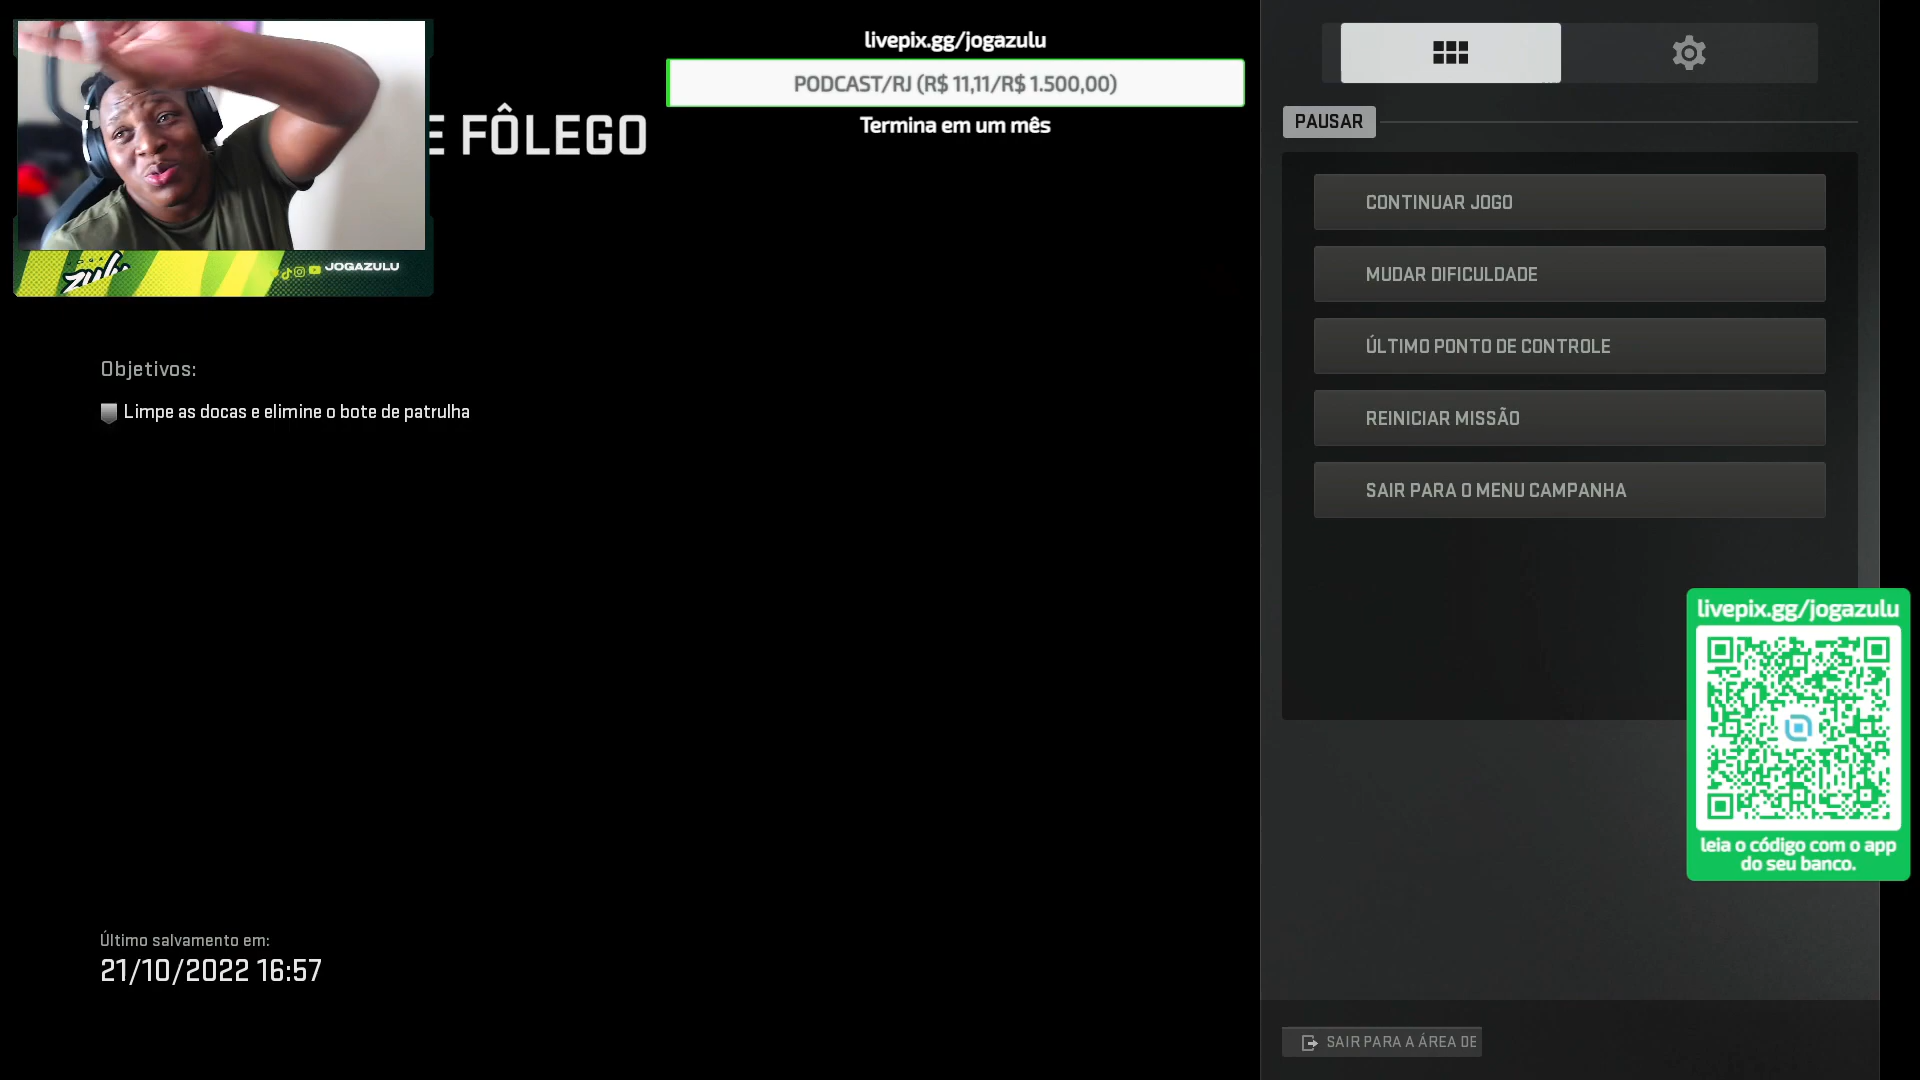 livepix.gg/jogazulu
PODCAST/RJ (R$ 11,11/R$ 1.500,00)
Termina em um mês
E FÔLEGO
JOGA
zulu
JOGAZULU
Objetivos:
Limpe as docas e elimine o bote de patrulha
Último salvamento em:
21/10/2022 16:57
PAUSAR
CONTINUAR JOGO
MUDAR DIFICULDADE
ÚLTIMO PONTO DE CONTROLE
REINICIAR MISSÃO
SAIR PARA O MENU CAMPANHA
livepix.gg/jogazulu
leia o código com o app
do seu banco.
SAIR PARA A ÁREA DE